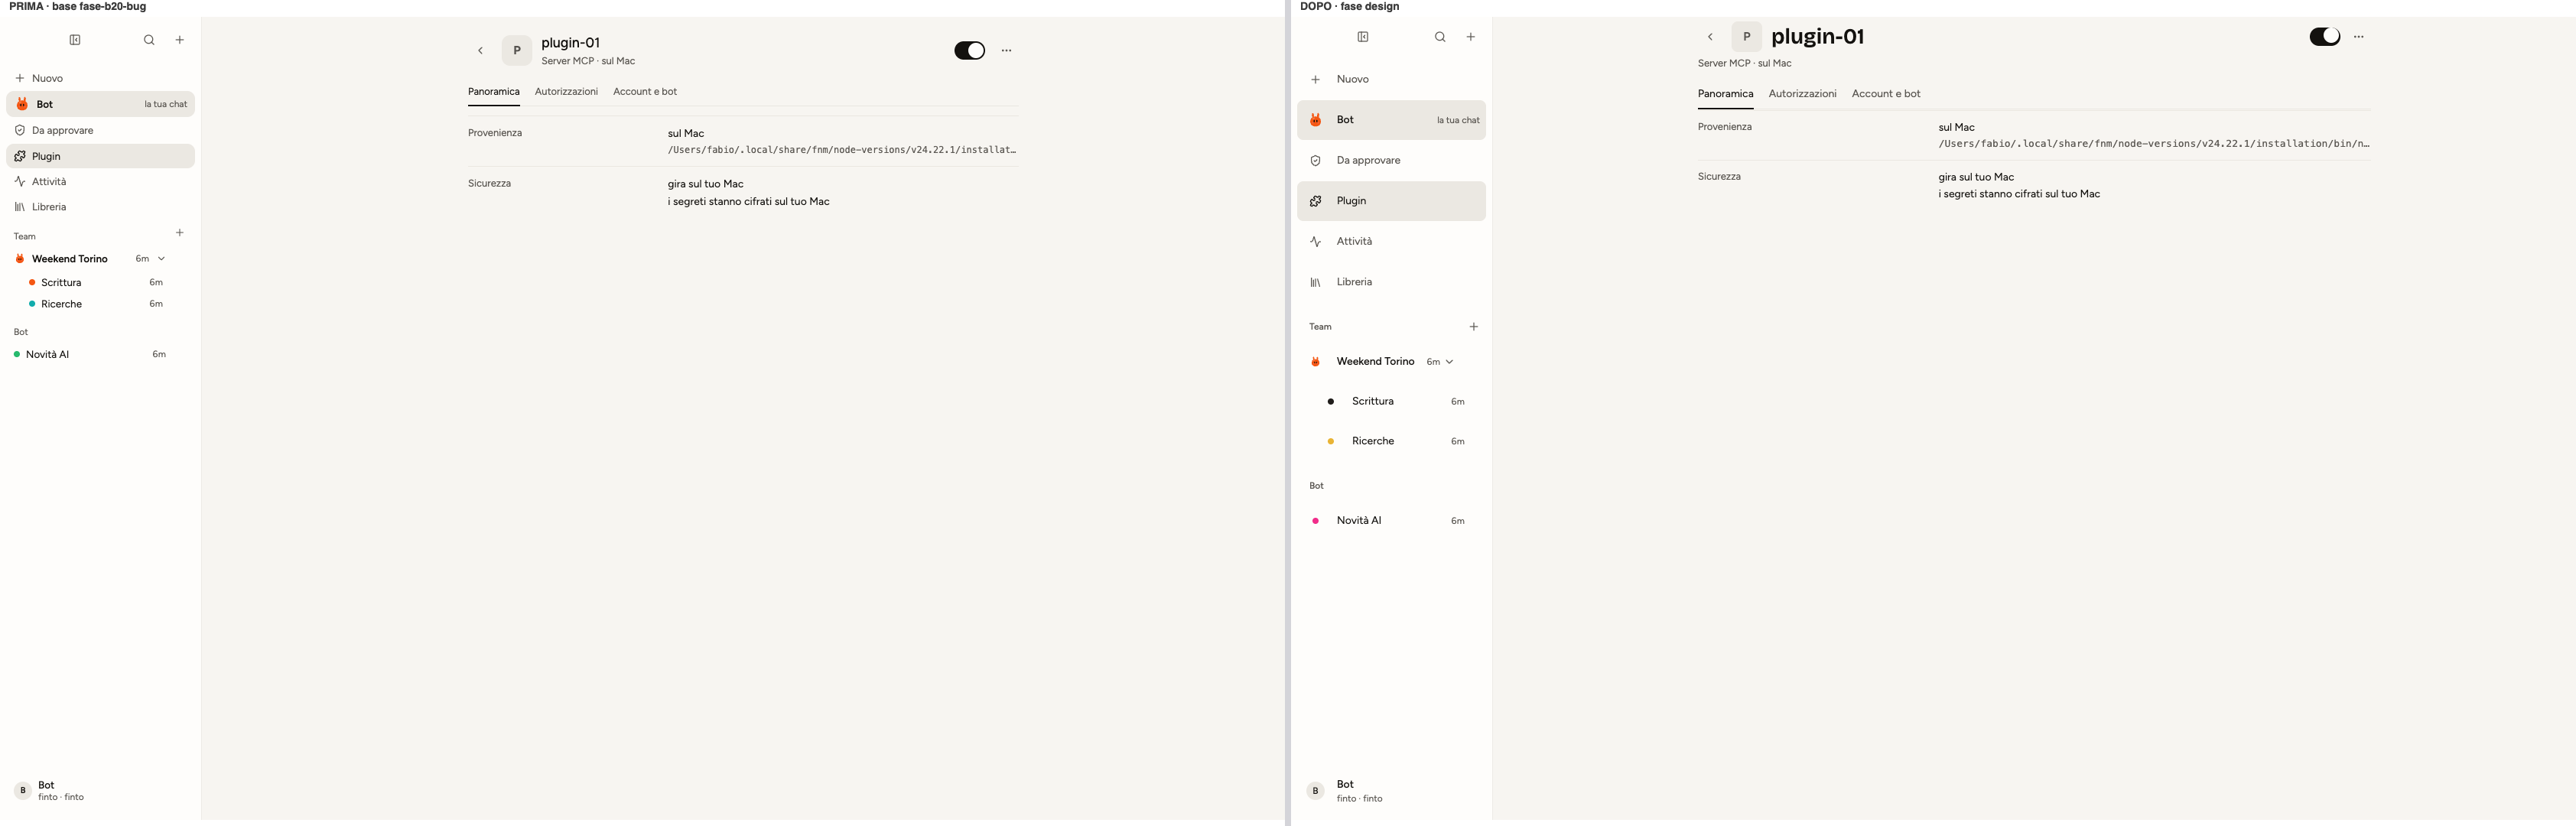 PRIMA · base fase-b20-bug
Nuovo
Bot la tua chat
Da approvare
Plugin
Attività
Libreria
Team
Weekend Torino 6m
Scrittura 6m
Ricerche 6m
Bot
Novità AI 6m
B
Bot
finto · finto
P
plugin-01
Server MCP · sul Mac
Panoramica Autorizzazioni Account e bot
Provenienza sul Mac
/Users/fabio/.local/share/fnm/node-versions/v24.22.1/installat…
Sicurezza gira sul tuo Mac
i segreti stanno cifrati sul tuo Mac
DOPO · fase design
Nuovo
Bot la tua chat
Da approvare
Plugin
Attività
Libreria
Team
Weekend Torino 6m
Scrittura 6m
Ricerche 6m
Bot
Novità AI 6m
B
Bot
finto · finto
P
plugin-01
Server MCP · sul Mac
Panoramica Autorizzazioni Account e bot
Provenienza sul Mac
/Users/fabio/.local/share/fnm/node-versions/v24.22.1/installation/bin/n…
Sicurezza gira sul tuo Mac
i segreti stanno cifrati sul tuo Mac